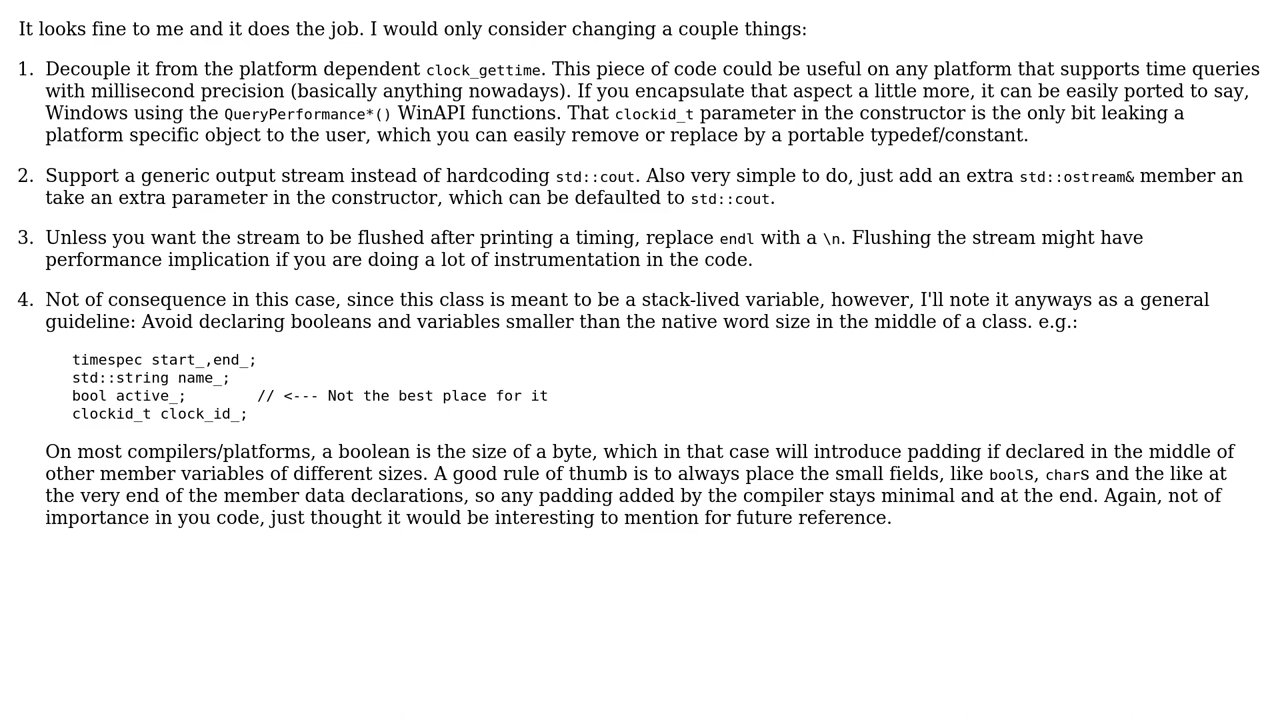 It looks fine to me and it does the job. I would only consider changing a couple things:
1. Decouple it from the platform dependent clock_gettime. This piece of code could be useful on any platform that supports time queries
with millisecond precision (basically anything nowadays). If you encapsulate that aspect a little more, it can be easily ported to say,
Windows using the QueryPerformance*() WinAPI functions. That clockid_t parameter in the constructor is the only bit leaking a
platform specific object to the user, which you can easily remove or replace by a portable typedef/constant.
2. Support a generic output stream instead of hardcoding std::cout. Also very simple to do, just add an extra std::ostream& member an
take an extra parameter in the constructor, which can be defaulted to std::cout.
3. Unless you want the stream to be flushed after printing a timing, replace endl with a \n. Flushing the stream might have
performance implication if you are doing a lot of instrumentation in the code.
4. Not of consequence in this case, since this class is meant to be a stack-lived variable, however, I'll note it anyways as a general
guideline: Avoid declaring booleans and variables smaller than the native word size in the middle of a class. e.g.:
timespec start_,end_;
std::string name_;
bool active_;        // <--- Not the best place for it
clockid_t clock_id_;
On most compilers/platforms, a boolean is the size of a byte, which in that case will introduce padding if declared in the middle of
other member variables of different sizes. A good rule of thumb is to always place the small fields, like bools, chars and the like at
the very end of the member data declarations, so any padding added by the compiler stays minimal and at the end. Again, not of
importance in you code, just thought it would be interesting to mention for future reference.